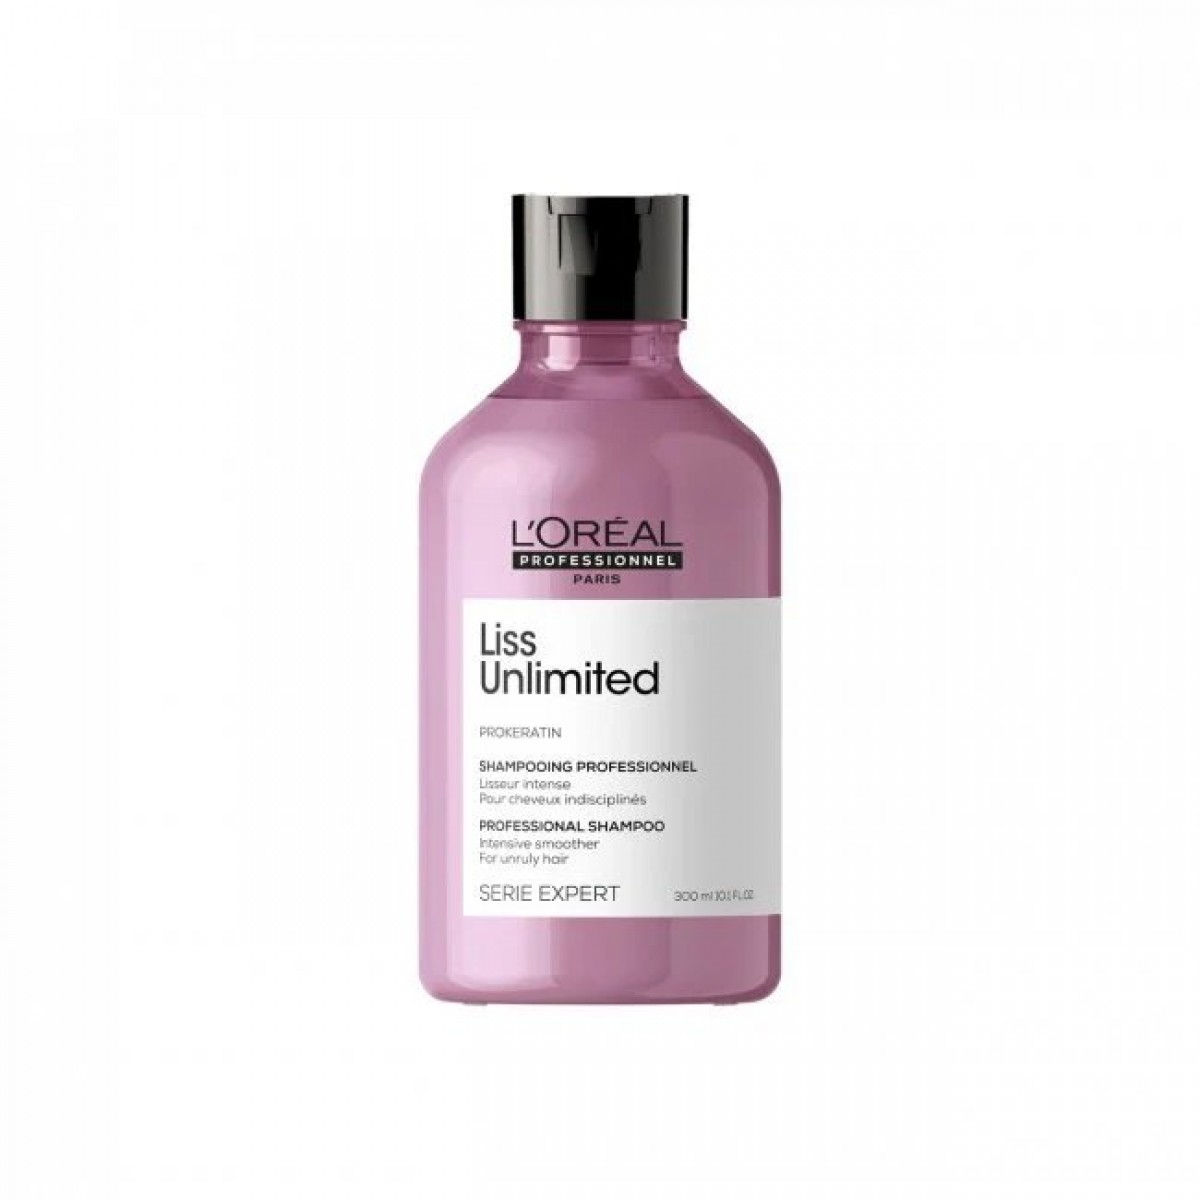 L'ORÉAL
PROFESSIONNEL
PARIS
Liss
Unlimited
PROKERATIN
SHAMPOOING PROFESSIONNEL
Lisseur intense
Pour cheveux indisciplinés
PROFESSIONAL SHAMPOO
Intensive smoother
For unruly hair
SERIE EXPERT 300 ml 10.1 FL.OZ